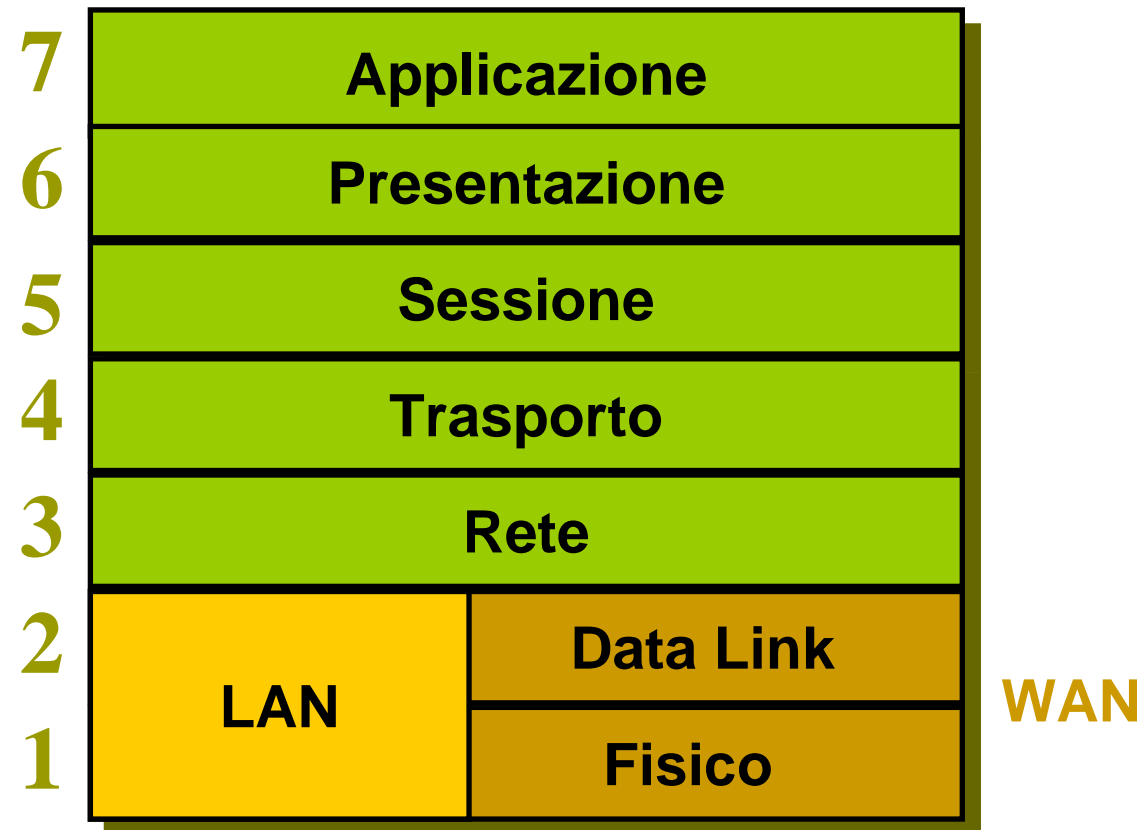 7 Applicazione
6 Presentazione
5 Sessione
4 Trasporto
3 Rete
2 Data Link
LAN WAN
1 Fisico